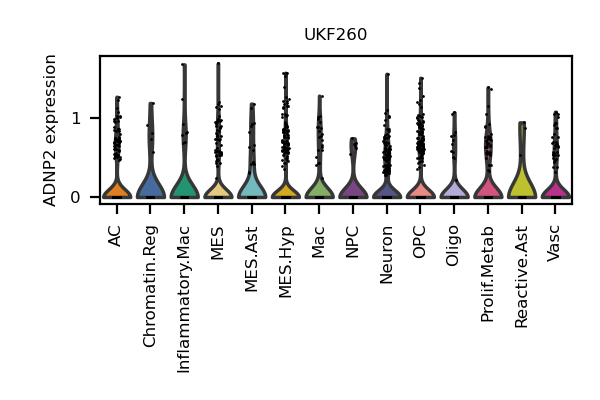 UKF260
ADNP2 expression
1
0
AC
Chromatin.Reg
Inflammatory.Mac
MES
MES.Ast
MES.Hyp
Mac
NPC
Neuron
OPC
Oligo
Prolif.Metab
Reactive.Ast
Vasc